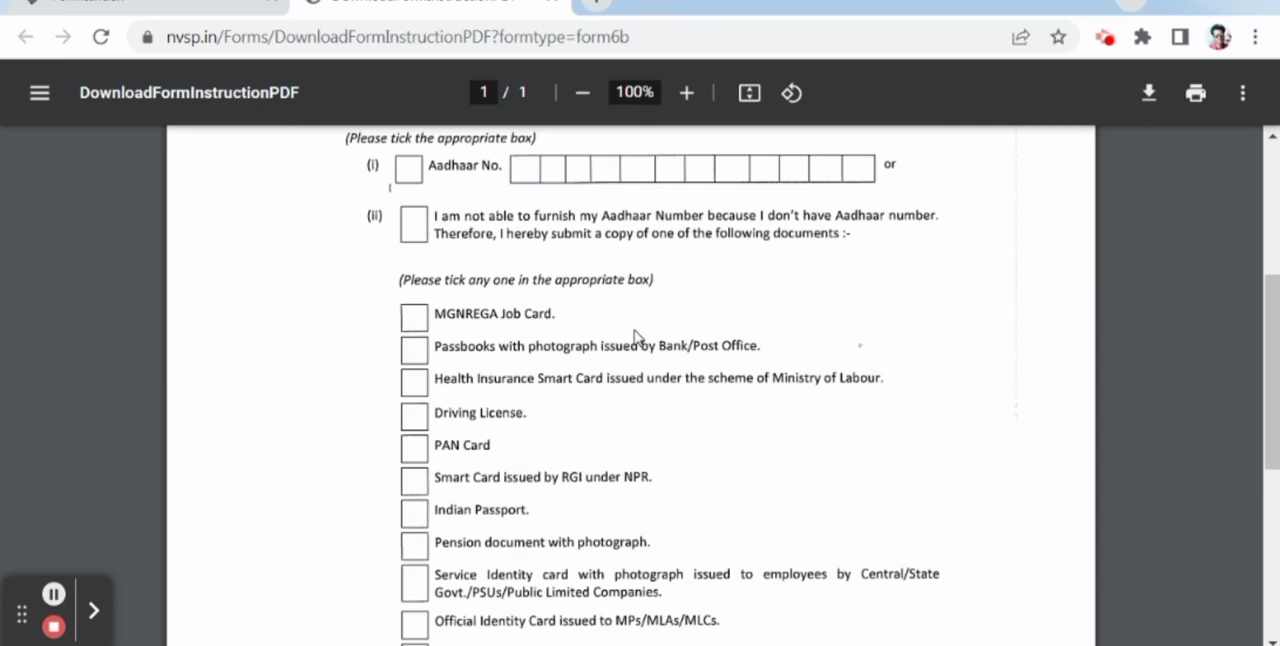 nvsp.in/Forms/DownloadFormInstructionPDF?formtype=form6b
DownloadFormInstructionPDF
1 / 1
100%
(Please tick the appropriate box)
(i) Aadhaar No. or
(ii) I am not able to furnish my Aadhaar Number because I don't have Aadhaar number.
Therefore, I hereby submit a copy of one of the following documents :-
(Please tick any one in the appropriate box)
MGNREGA Job Card.
Passbooks with photograph issued by Bank/Post Office.
Health Insurance Smart Card issued under the scheme of Ministry of Labour.
Driving License.
PAN Card
Smart Card issued by RGI under NPR.
Indian Passport.
Pension document with photograph.
Service Identity card with photograph issued to employees by Central/State
Govt./PSUs/Public Limited Companies.
Official Identity Card issued to MPs/MLAs/MLCs.